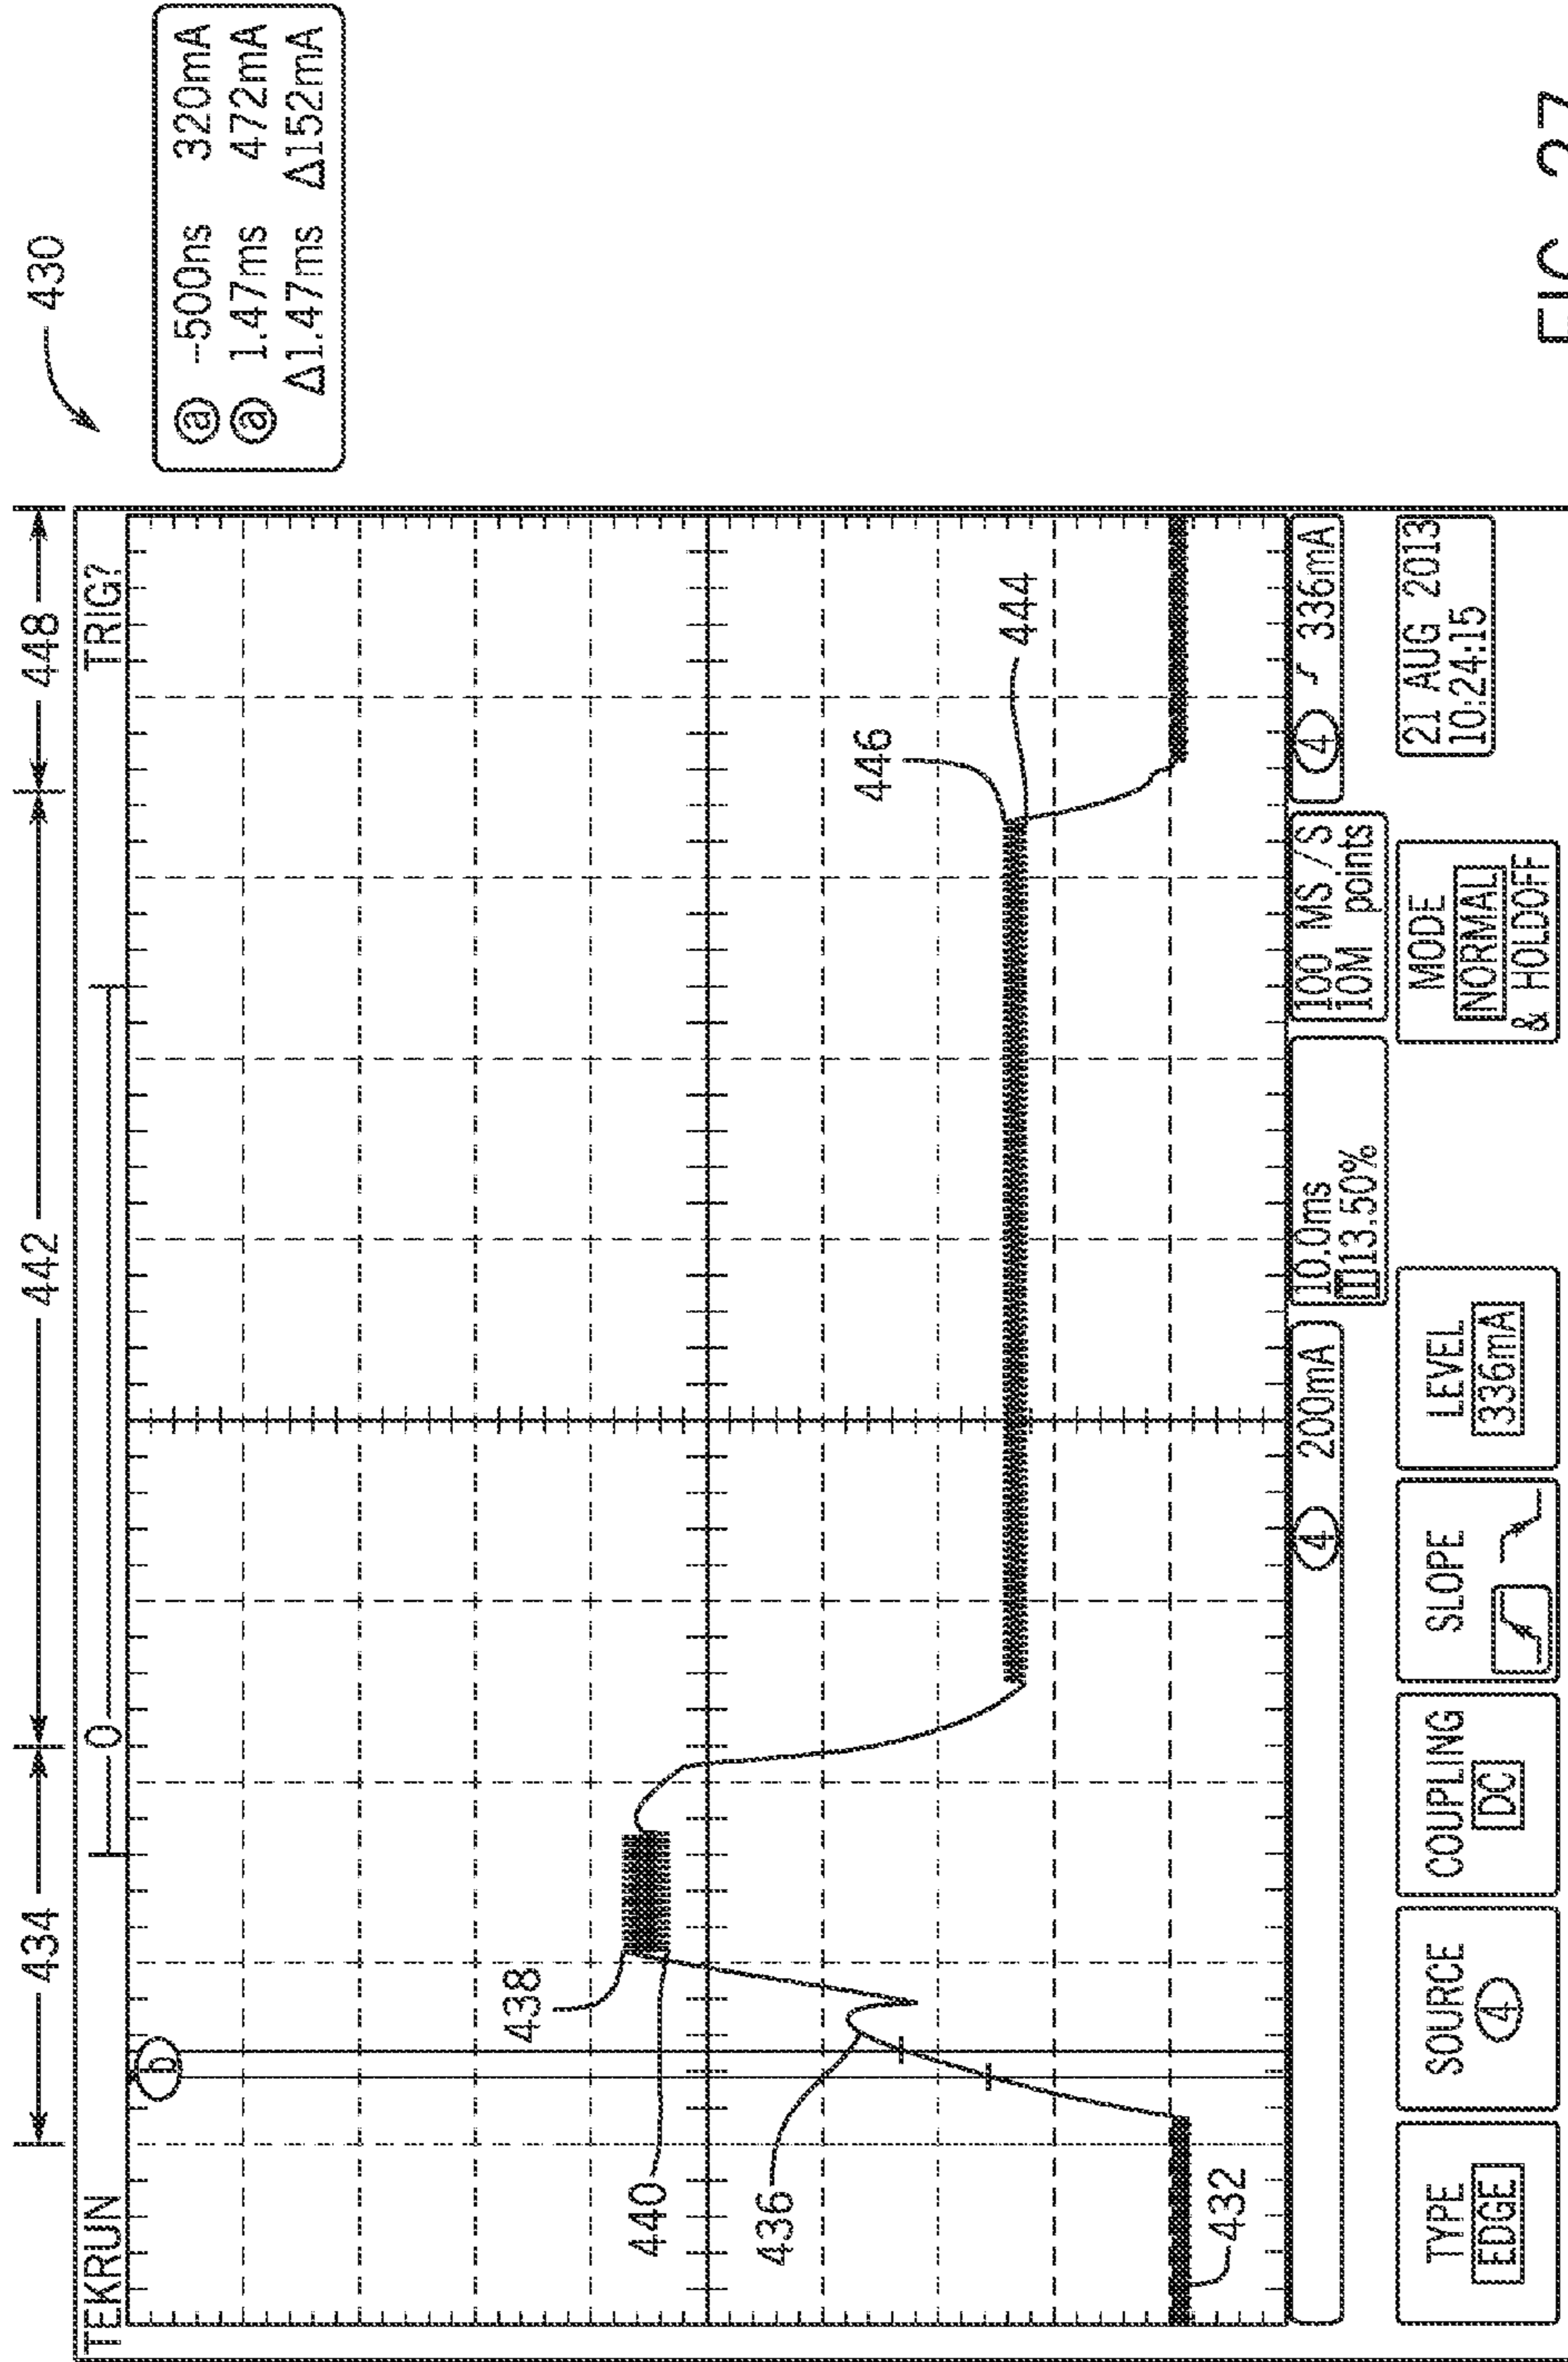 430
434
442
448
TEKRUN
0
TRIG?
@ -500ns 320mA
@ 1.47ms 472mA
Δ1.47ms Δ152mA
b
438
440
436
432
446
444
4 200mA
10.0ms
13.50%
100 MS/S
10M points
4 336mA
TYPE
EDGE
SOURCE
4
COUPLING
DC
SLOPE
LEVEL
336mA
MODE
NORMAL
& HOLDOFF
21 AUG 2013
10:24:15